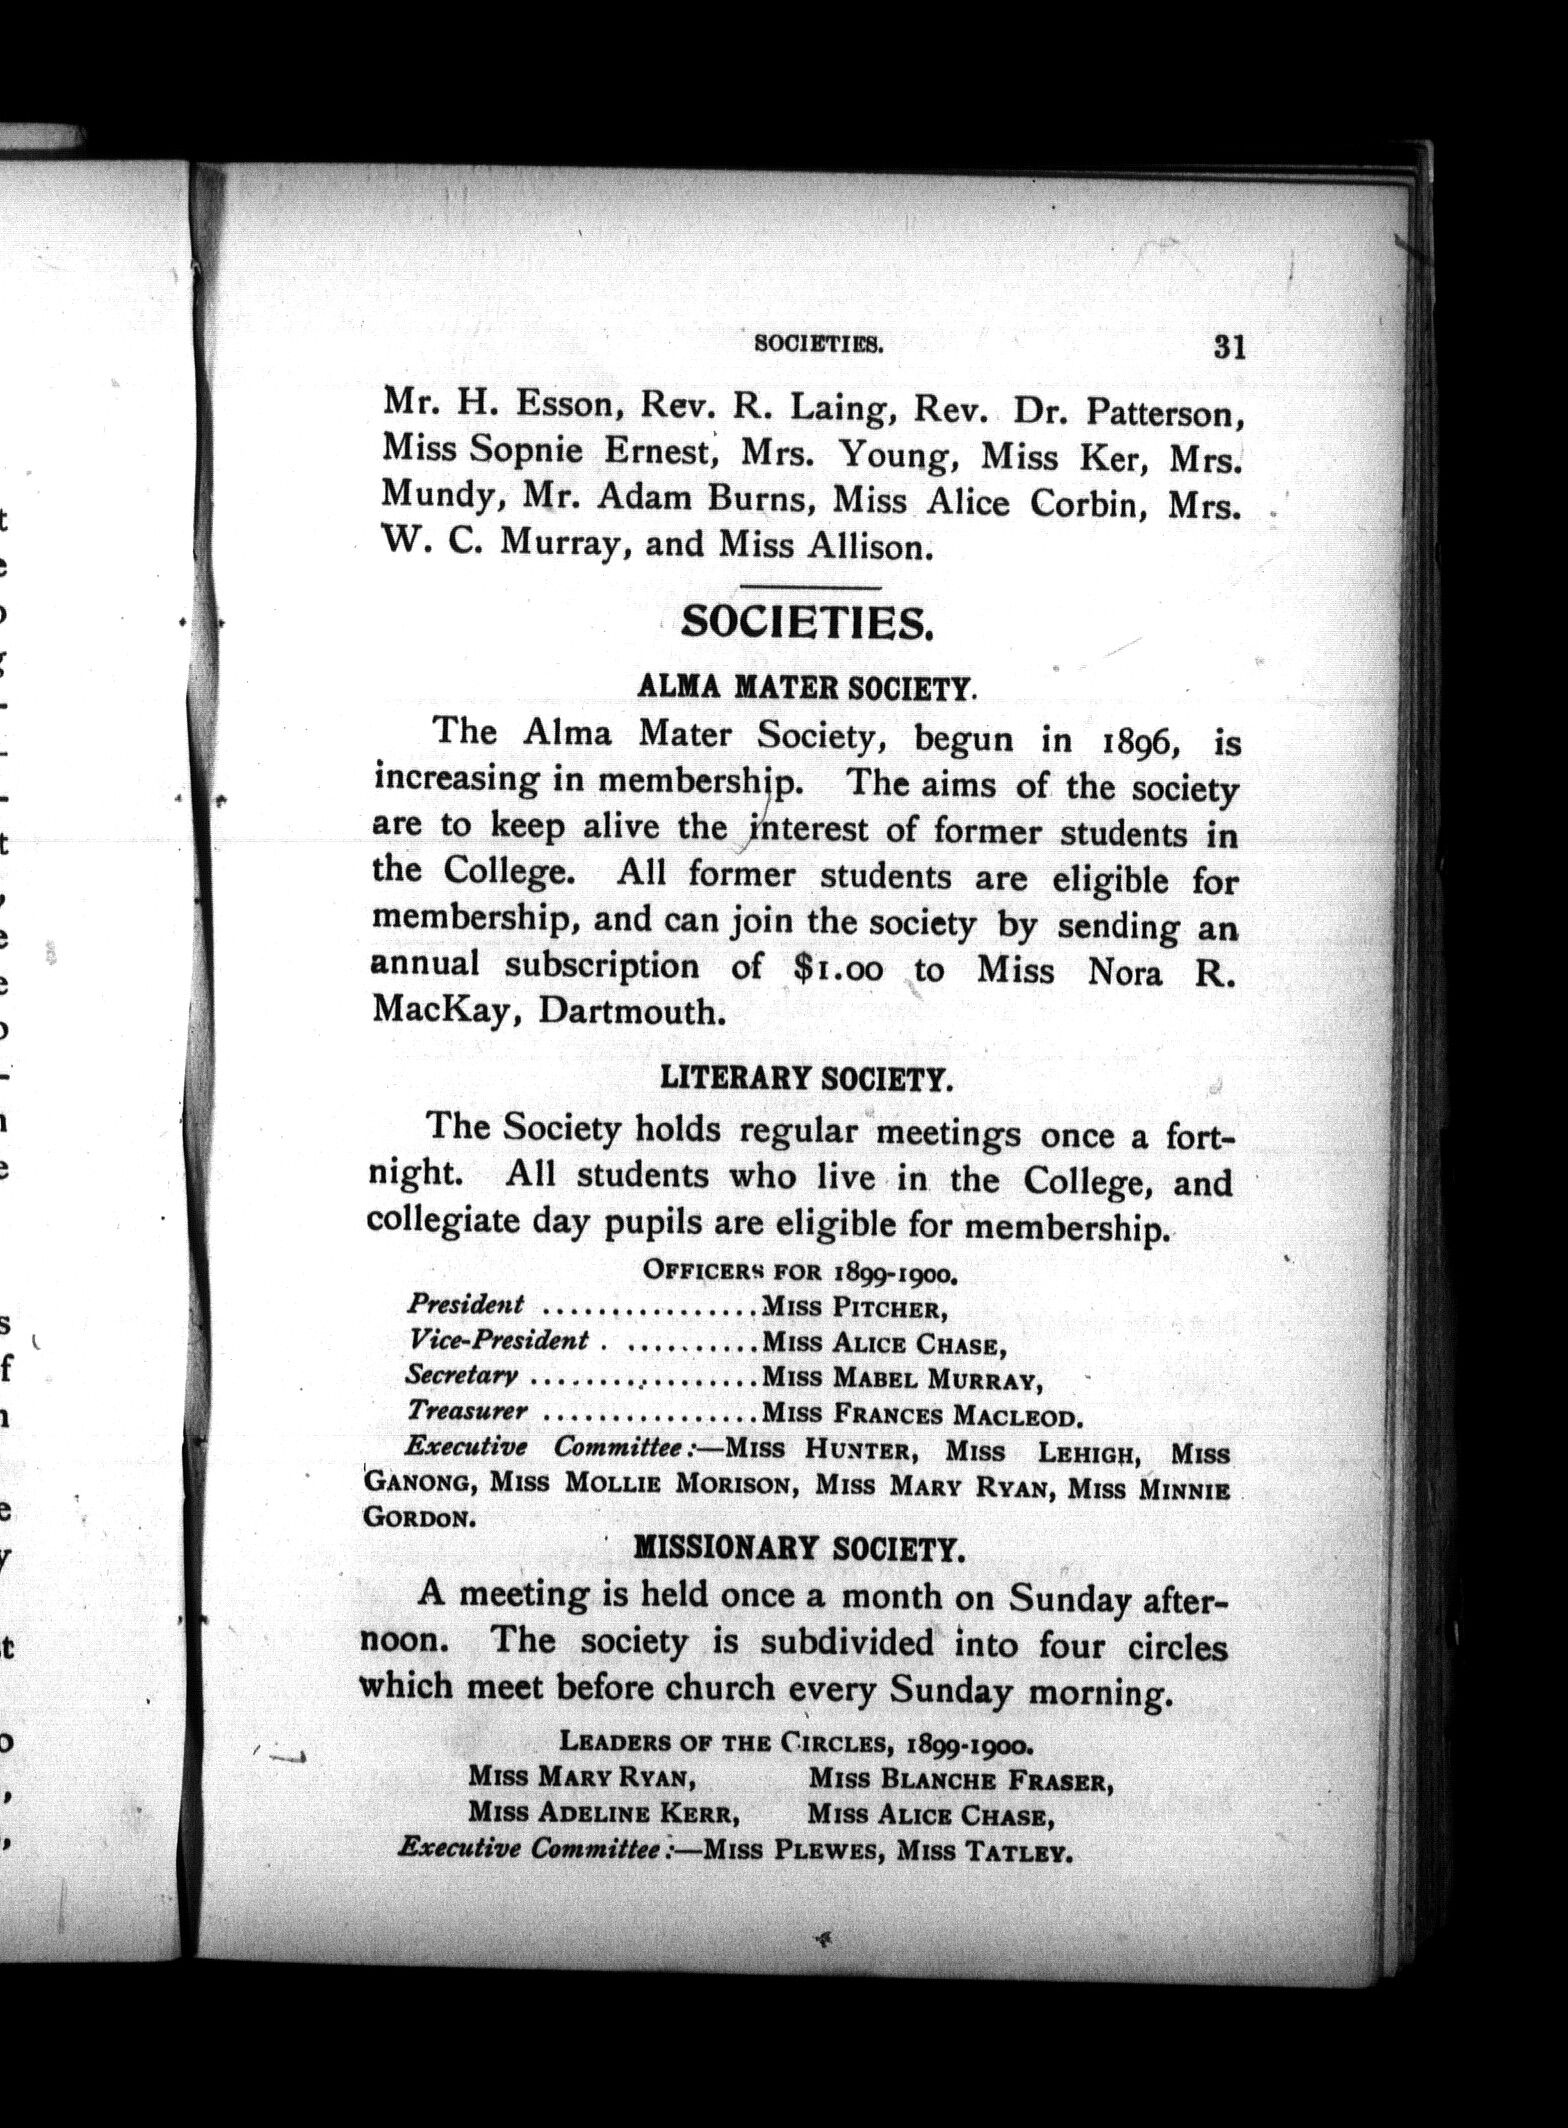 SOCIETIES. 31
Mr. H. Esson, Rev. R. Laing, Rev. Dr. Patterson,
Miss Sopnie Ernest, Mrs. Young, Miss Ker, Mrs.
Mundy, Mr. Adam Burns, Miss Alice Corbin, Mrs.
W. C. Murray, and Miss Allison.
SOCIETIES.
ALMA MATER SOCIETY.
The Alma Mater Society, begun in 1896, is
increasing in membership. The aims of the society
are to keep alive the interest of former students in
the College. All former students are eligible for
membership, and can join the society by sending an
annual subscription of $1.00 to Miss Nora R.
MacKay, Dartmouth.
LITERARY SOCIETY.
The Society holds regular meetings once a fort-
night. All students who live in the College, and
collegiate day pupils are eligible for membership.
OFFICERS FOR 1899-1900.
President ................MISS PITCHER,
Vice-President . ..........MISS ALICE CHASE,
Secretary .................MISS MABEL MURRAY,
Treasurer ................MISS FRANCES MACLEOD.
Executive Committee:—MISS HUNTER, MISS LEHIGH, MISS
GANONG, MISS MOLLIE MORISON, MISS MARY RYAN, MISS MINNIE
GORDON.
MISSIONARY SOCIETY.
A meeting is held once a month on Sunday after-
noon. The society is subdivided into four circles
which meet before church every Sunday morning.
LEADERS OF THE CIRCLES, 1899-1900.
MISS MARY RYAN, MISS BLANCHE FRASER,
MISS ADELINE KERR, MISS ALICE CHASE,
Executive Committee:—MISS PLEWES, MISS TATLEY.